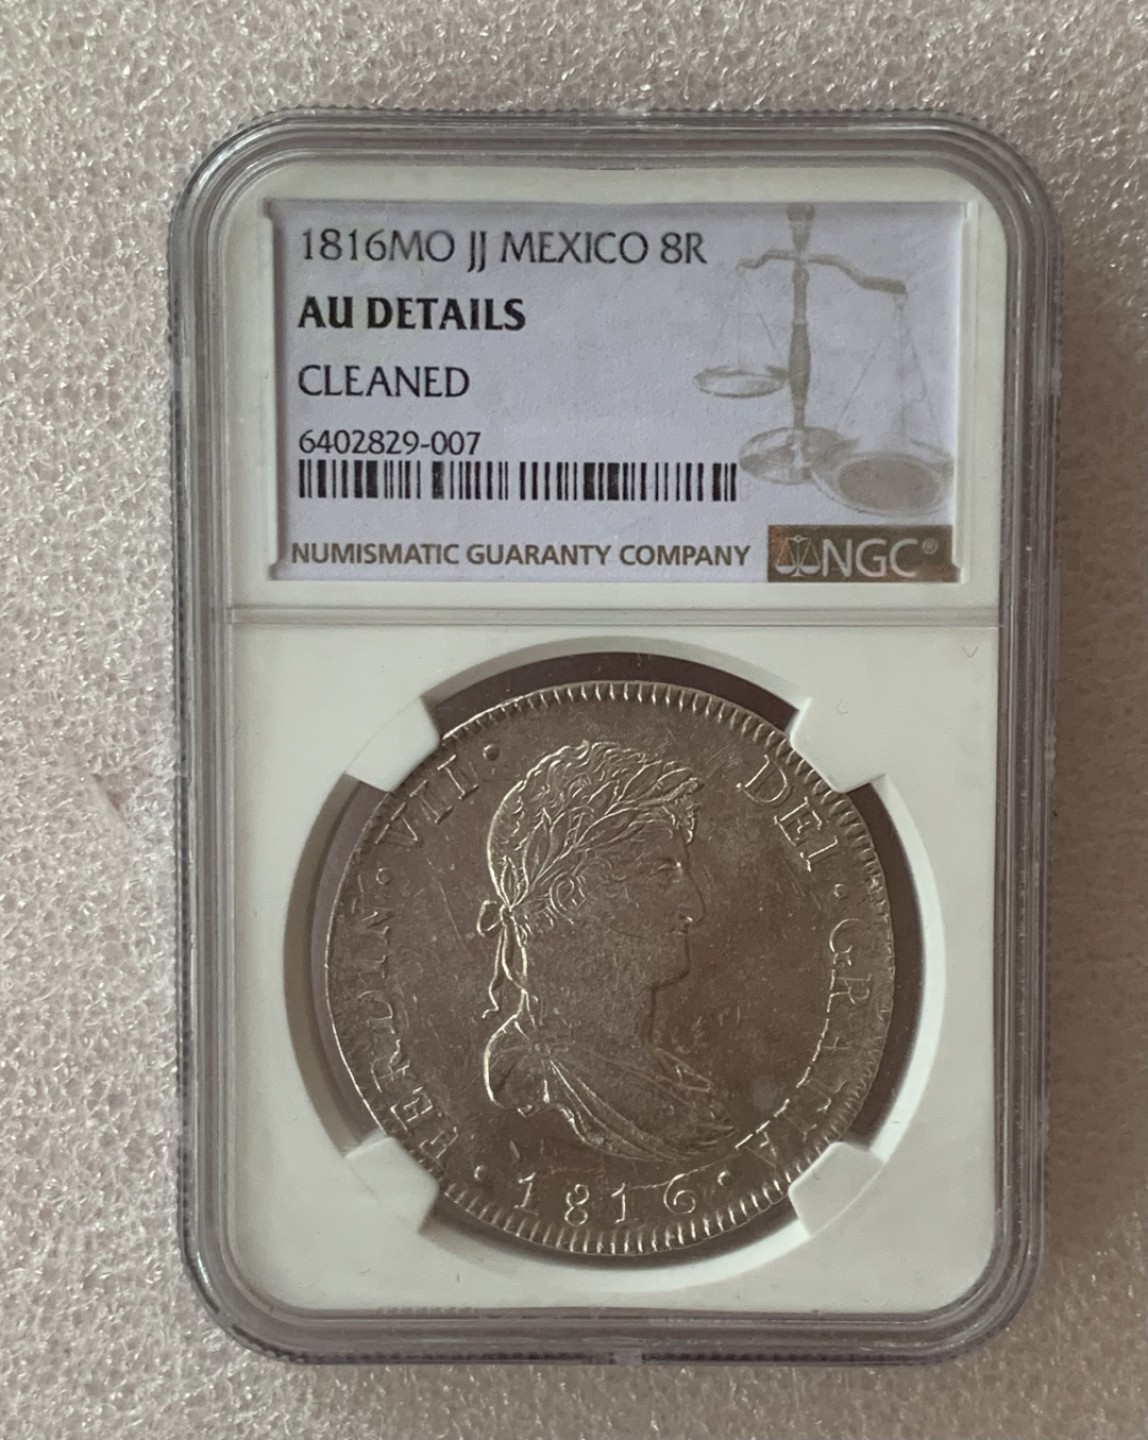 1816MO JJ MEXICO 8R
AU DETAILS
CLEANED
6402829-007
NUMISMATIC GUARANTY COMPANY
NGC®
FERDIN · VII · DEI · GRATIA
· 1816 ·